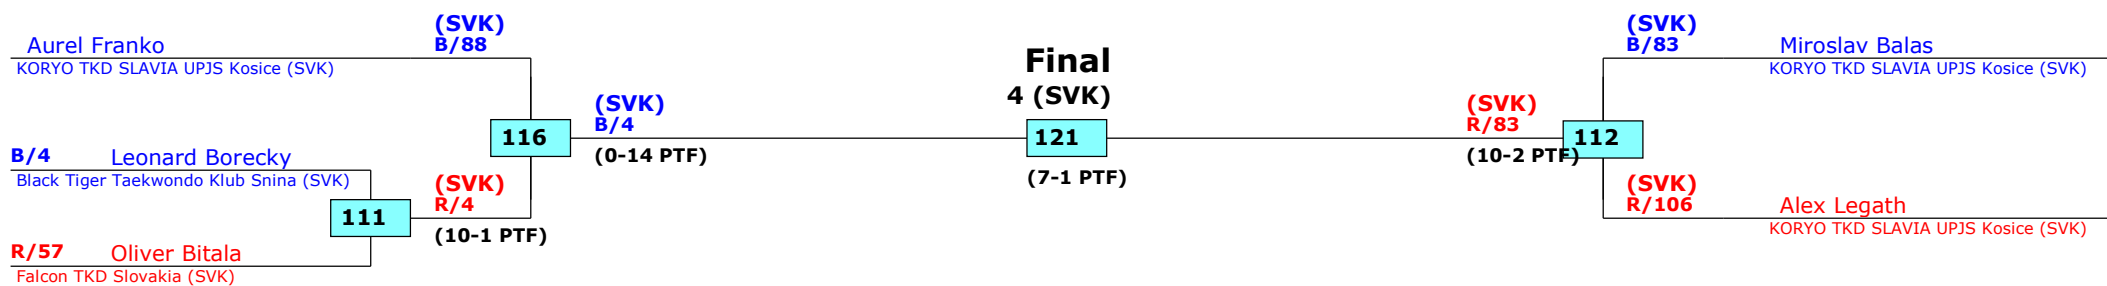 Aurel Franko
(SVK)
B/88
KORYO TKD SLAVIA UPJS Kosice (SVK)
B/4 Leonard Borecky
Black Tiger Taekwondo Klub Snina (SVK)
R/57 Oliver Bitala
Falcon TKD Slovakia (SVK)
111
(SVK)
R/4
(10-1 PTF)
116
(SVK)
B/4
(0-14 PTF)
Final
4 (SVK)
121
(7-1 PTF)
(SVK)
R/83
(10-2 PTF)
112
(SVK)
B/83 Miroslav Balas
KORYO TKD SLAVIA UPJS Kosice (SVK)
(SVK)
R/106 Alex Legath
KORYO TKD SLAVIA UPJS Kosice (SVK)